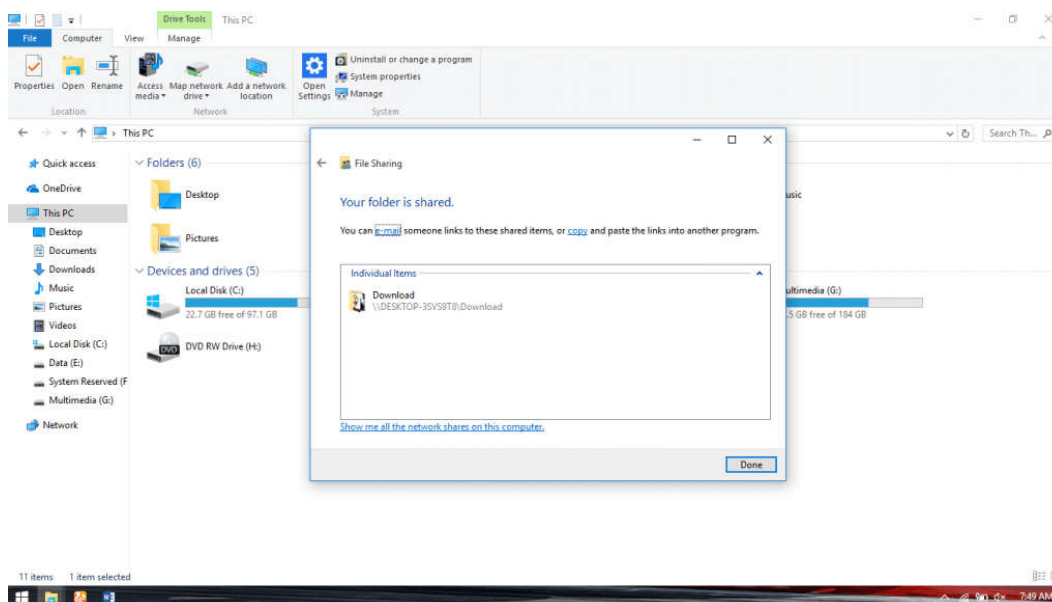 Drive Tools This PC
File Computer View Manage
Properties Open Rename Access media Map network drive Add a network location Open Settings Uninstall or change a program
System properties
Manage
Location Network System
This PC Search Th...
Quick access
OneDrive
This PC
Desktop
Documents
Downloads
Music
Pictures
Videos
Local Disk (C:)
Data (E:)
System Reserved (F
Multimedia (G:)
Network
Folders (6)
Desktop
Pictures
Devices and drives (5)
Local Disk (C:)
22.7 GB free of 97.1 GB
DVD RW Drive (H:)
File Sharing
Your folder is shared.
You can e-mail someone links to these shared items, or copy and paste the links into another program.
Individual Items
Download
\\DESKTOP-3SVS9T8\Download
Show me all the network shares on this computer.
Done
usic
ultimedia (G:)
.5 GB free of 184 GB
11 items 1 item selected
7:49 AM